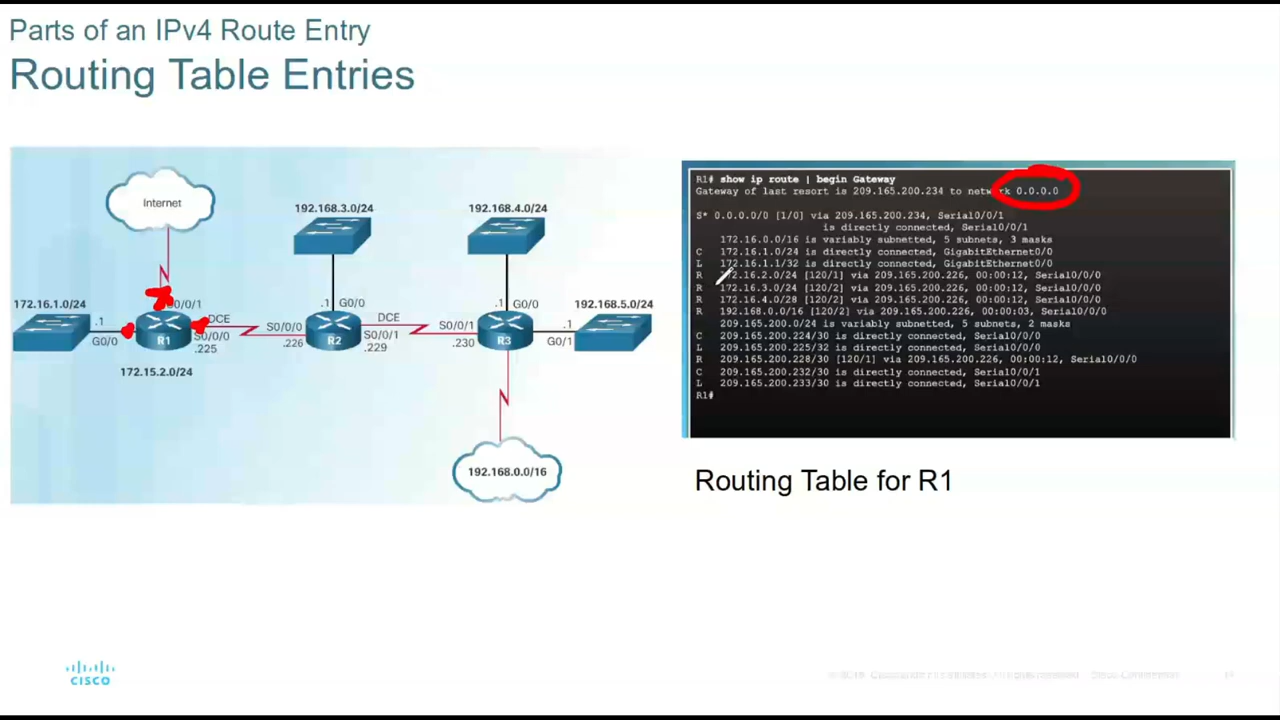 Parts of an IPv4 Route Entry
Routing Table Entries
Internet
192.168.3.0/24
192.168.4.0/24
172.16.1.0/24
0/0/1
.1
G0/0
R1
DCE
S0/0/0
.225
172.15.2.0/24
.1
G0/0
S0/0/0
.226
R2
DCE
S0/0/1
.229
.1
G0/0
S0/0/1
.230
R3
192.168.5.0/24
.1
G0/1
192.168.0.0/16
R1# show ip route | begin Gateway
Gateway of last resort is 209.165.200.234 to network 0.0.0.0
S* 0.0.0.0/0 [1/0] via 209.165.200.234, Serial0/0/1
is directly connected, Serial0/0/1
172.16.0.0/16 is variably subnetted, 5 subnets, 3 masks
C 172.16.1.0/24 is directly connected, GigabitEthernet0/0
L 172.16.1.1/32 is directly connected, GigabitEthernet0/0
R 172.16.2.0/24 [120/1] via 209.165.200.226, 00:00:12, Serial0/0/0
R 172.16.3.0/24 [120/2] via 209.165.200.226, 00:00:12, Serial0/0/0
R 172.16.4.0/28 [120/2] via 209.165.200.226, 00:00:12, Serial0/0/0
R 192.168.0.0/16 [120/2] via 209.165.200.226, 00:00:03, Serial0/0/0
209.165.200.0/24 is variably subnetted, 5 subnets, 2 masks
C 209.165.200.224/30 is directly connected, Serial0/0/0
L 209.165.200.225/32 is directly connected, Serial0/0/0
R 209.165.200.228/30 [120/1] via 209.165.200.226, 00:00:12, Serial0/0/0
C 209.165.200.232/30 is directly connected, Serial0/0/1
L 209.165.200.233/30 is directly connected, Serial0/0/1
R1#
Routing Table for R1
CISCO